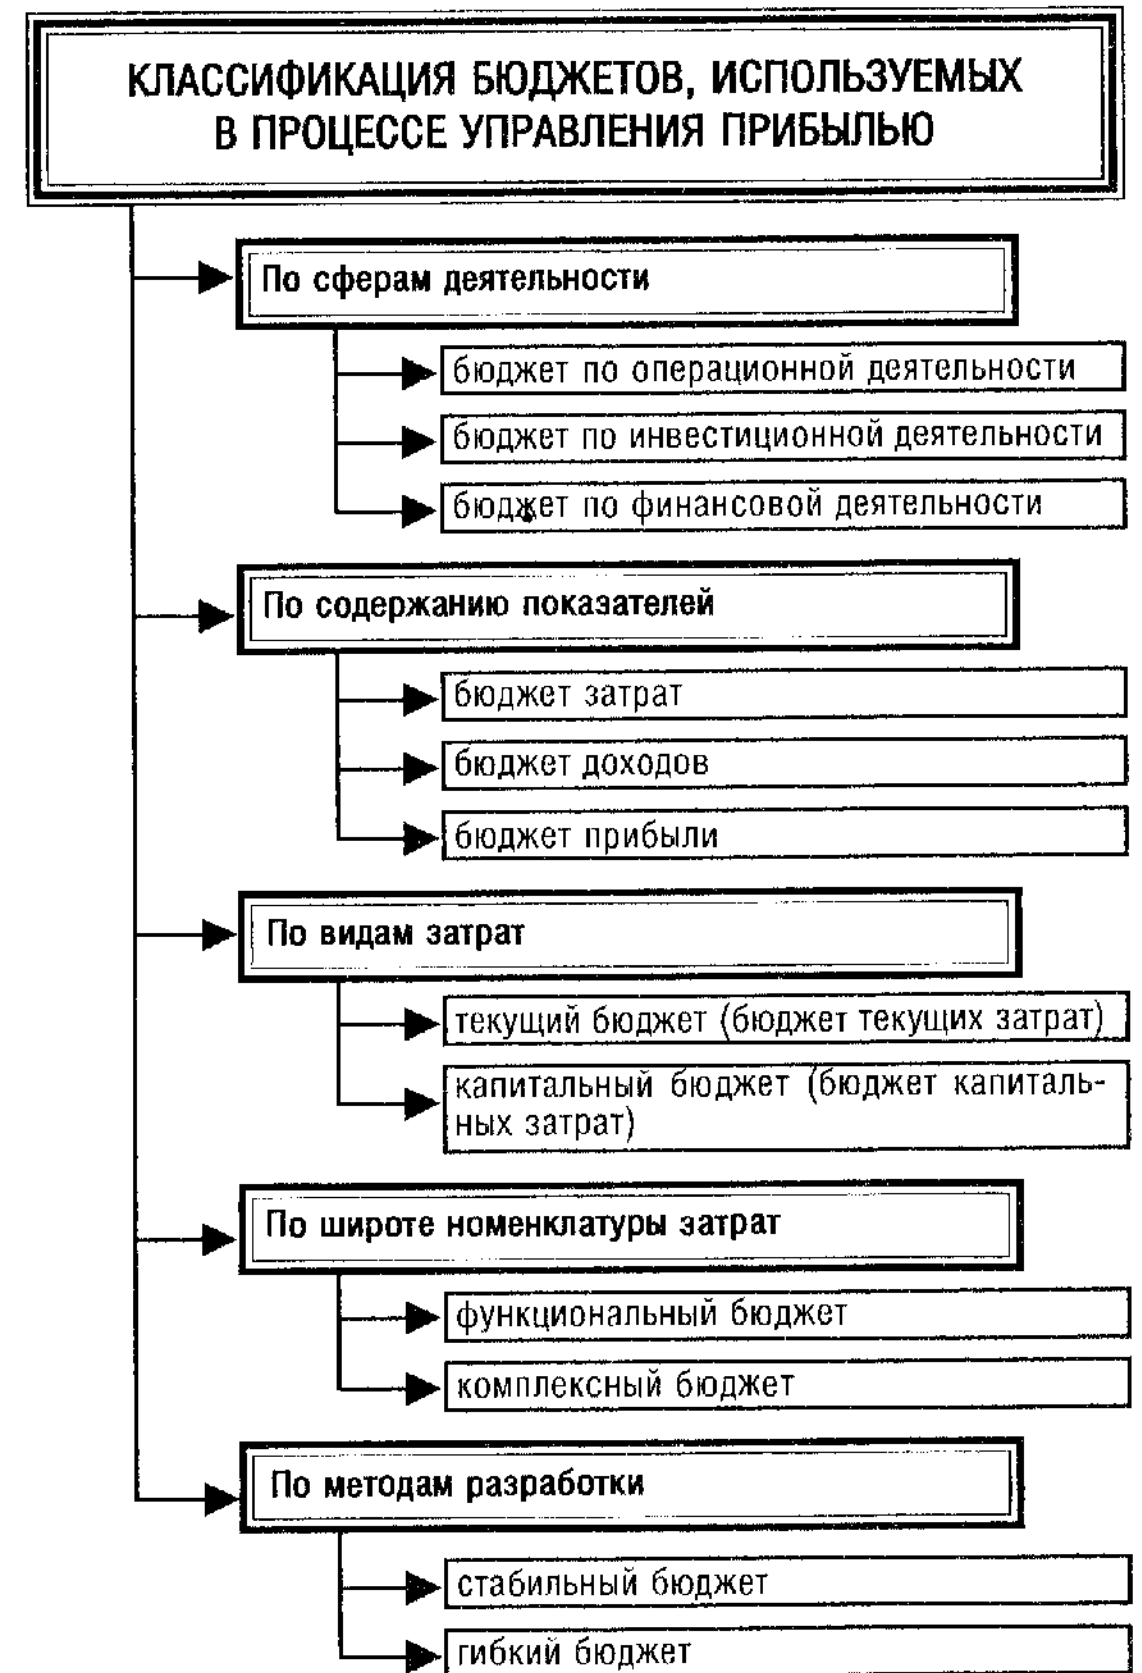 КЛАССИФИКАЦИЯ БЮДЖЕТОВ, ИСПОЛЬЗУЕМЫХ
В ПРОЦЕССЕ УПРАВЛЕНИЯ ПРИБЫЛЬЮ
По сферам деятельности
бюджет по операционной деятельности
бюджет по инвестиционной деятельности
бюджет по финансовой деятельности
По содержанию показателей
бюджет затрат
бюджет доходов
бюджет прибыли
По видам затрат
текущий бюджет (бюджет текущих затрат)
капитальный бюджет (бюджет капиталь-
ных затрат)
По широте номенклатуры затрат
функциональный бюджет
комплексный бюджет
По методам разработки
стабильный бюджет
гибкий бюджет